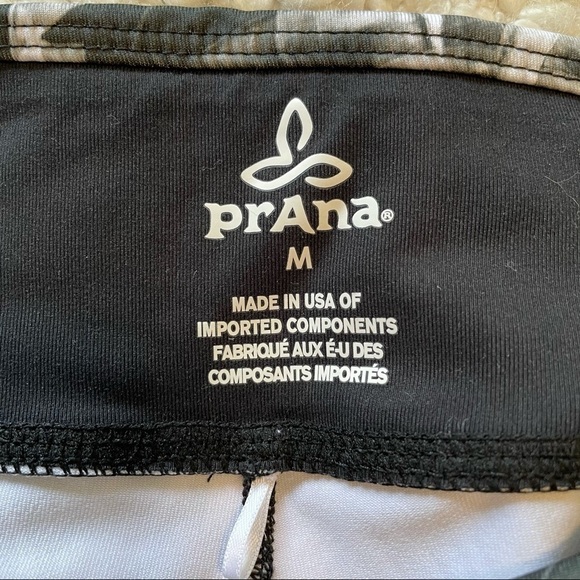 prAna®
M
MADE IN USA OF
IMPORTED COMPONENTS
FABRIQUÉ AUX É-U DES
COMPOSANTS IMPORTÉS